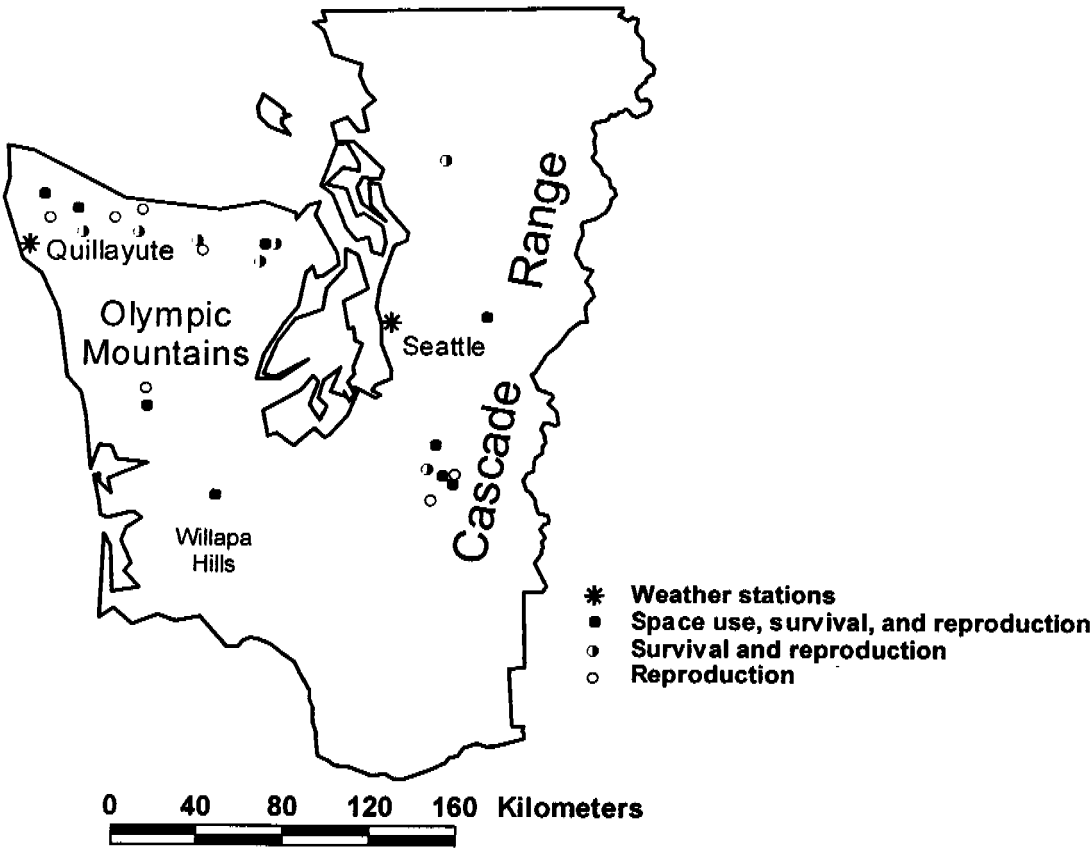 Quillayute
Olympic
Mountains
Seattle
Cascade Range
Willapa
Hills
Weather stations
Space use, survival, and reproduction
Survival and reproduction
Reproduction
0 40 80 120 160 Kilometers